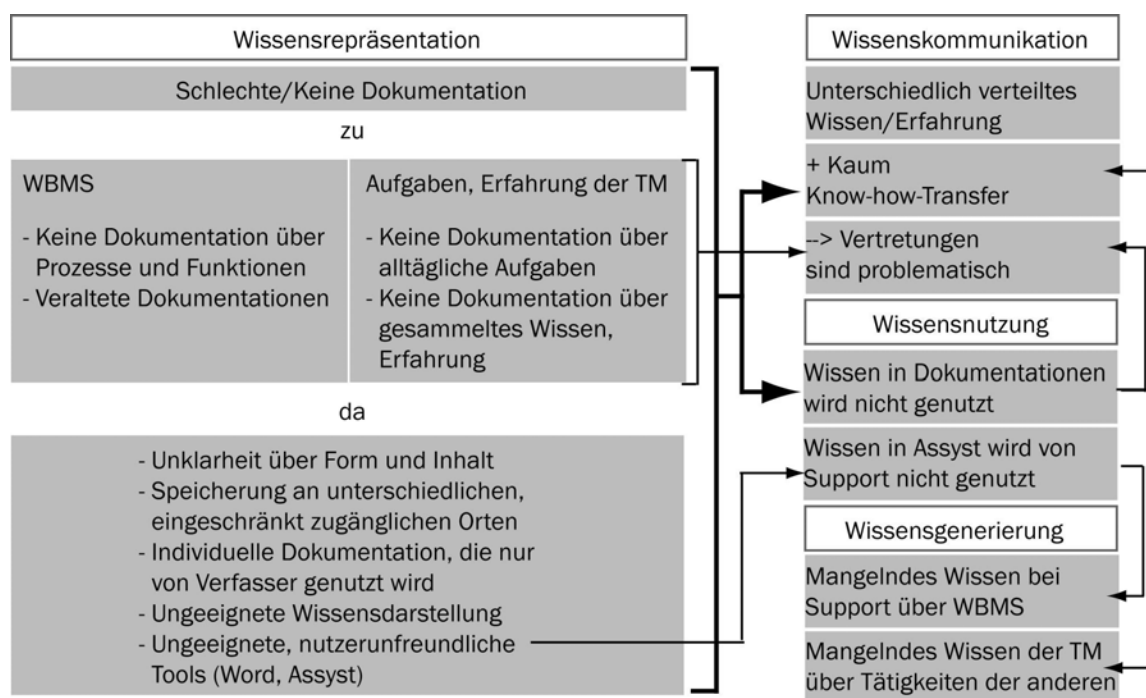 Wissensrepräsentation
Schlechte/Keine Dokumentation
zu
WBMS
- Keine Dokumentation über
Prozesse und Funktionen
- Veraltete Dokumentationen
Aufgaben, Erfahrung der TM
- Keine Dokumentation über
alltägliche Aufgaben
- Keine Dokumentation über
gesammeltes Wissen,
Erfahrung
da
- Unklarheit über Form und Inhalt
- Speicherung an unterschiedlichen,
eingeschränkt zugänglichen Orten
- Individuelle Dokumentation, die nur
von Verfasser genutzt wird
- Ungeeignete Wissensdarstellung
- Ungeeignete, nutzerunfreundliche
Tools (Word, Assyst)
Wissenskommunikation
Unterschiedlich verteiltes
Wissen/Erfahrung
+ Kaum
Know-how-Transfer
--> Vertretungen
sind problematisch
Wissensnutzung
Wissen in Dokumentationen
wird nicht genutzt
Wissen in Assyst wird von
Support nicht genutzt
Wissensgenerierung
Mangelndes Wissen bei
Support über WBMS
Mangelndes Wissen der TM
über Tätigkeiten der anderen